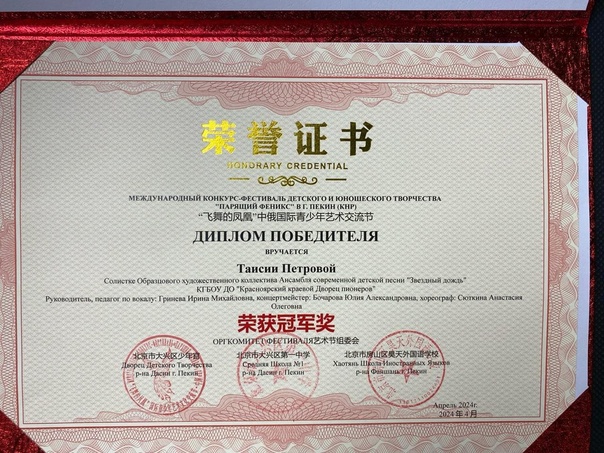 荣誉证书
HONORARY CREDENTIAL
МЕЖДУНАРОДНЫЙ КОНКУРС-ФЕСТИВАЛЬ ДЕТСКОГО И ЮНОШЕСКОГО ТВОРЧЕСТВА
"ПАРЯЩИЙ ФЕНИКС" В Г. ПЕКИН (КНР)
“飞舞的凤凰”中俄国际青少年艺术交流节
ДИПЛОМ ПОБЕДИТЕЛЯ
ВРУЧАЕТСЯ
Таисии Петровой
Солистке Образцового художественного коллектива Ансамбля современной детской песни "Звездный дождь"
КГБОУ ДО "Красноярский краевой Дворец пионеров"
Руководитель, педагог по вокалу: Гринева Ирина Михайловна, концертмейстер: Бочарова Юлия Александровна, хореограф: Сюткина Анастасия
Олеговна
荣获冠军奖
ОРГКОМИТЕТ ФЕСТИВАЛЯ艺术节组委会
北京市大兴区少年宫
Дворец Детского Творчества
р-на Дасин г. Пекин
北京市大兴区第一中学
Средняя Школа №1
р-на Дасин г. Пекин
北京市房山区昊天外国语学校
Хаотянь Школа Иностранных Языков
р-на Фаншань г. Пекин
Апрель 2024г.
2024 年 4 月